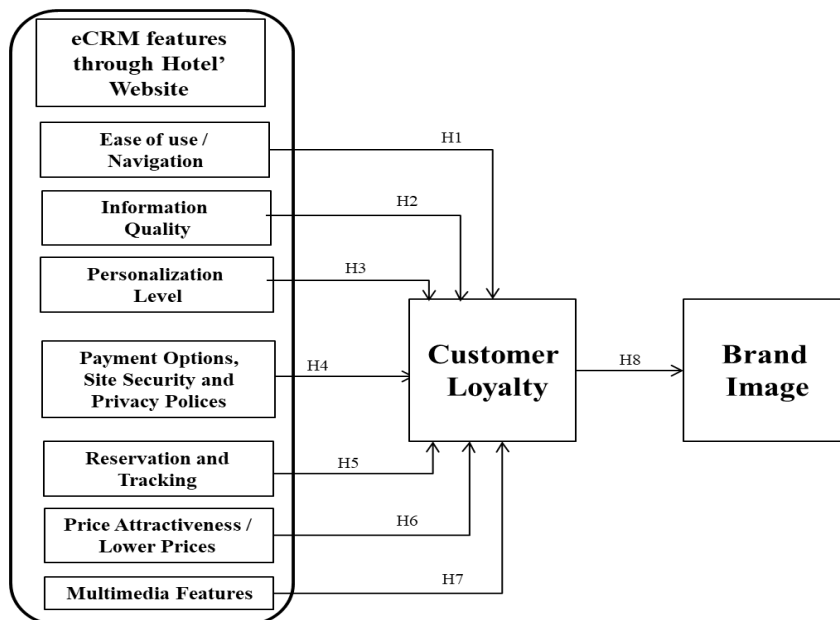 eCRM features
through Hotel’
Website
Ease of use /
Navigation
H1
Information
Quality
H2
Personalization
Level
H3
Payment Options,
Site Security and
Privacy Polices
H4
Customer
Loyalty
H8
Brand
Image
Reservation and
Tracking
H5
Price Attractiveness /
Lower Prices
H6
Multimedia Features
H7